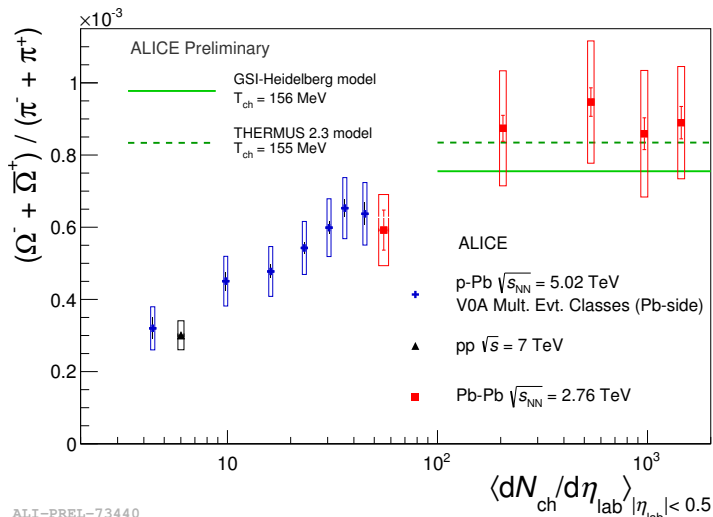 ×10⁻³
(Ω⁻ + Ω̅⁺) / (π⁻ + π⁺)
1
0.8
0.6
0.4
0.2
0
ALICE Preliminary
GSI-Heidelberg model
T_ch = 156 MeV
THERMUS 2.3 model
T_ch = 155 MeV
ALICE
p-Pb √s_NN = 5.02 TeV
V0A Mult. Evt. Classes (Pb-side)
pp √s = 7 TeV
Pb-Pb √s_NN = 2.76 TeV
10
10²
10³
⟨dN_ch/dη_lab⟩_|η_lab|< 0.5
ALI-PREL-73440